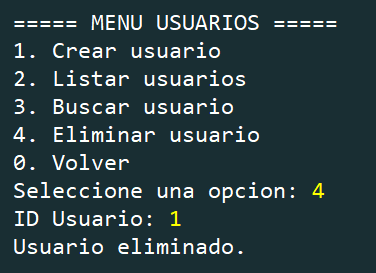 ===== MENU USUARIOS =====
1. Crear usuario
2. Listar usuarios
3. Buscar usuario
4. Eliminar usuario
0. Volver
Seleccione una opcion: 4
ID Usuario: 1
Usuario eliminado.